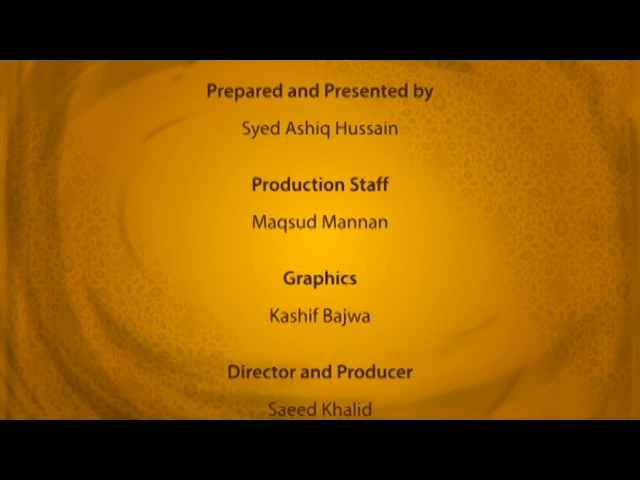 Prepared and Presented by
Syed Ashiq Hussain
Production Staff
Maqsud Mannan
Graphics
Kashif Bajwa
Director and Producer
Saeed Khalid